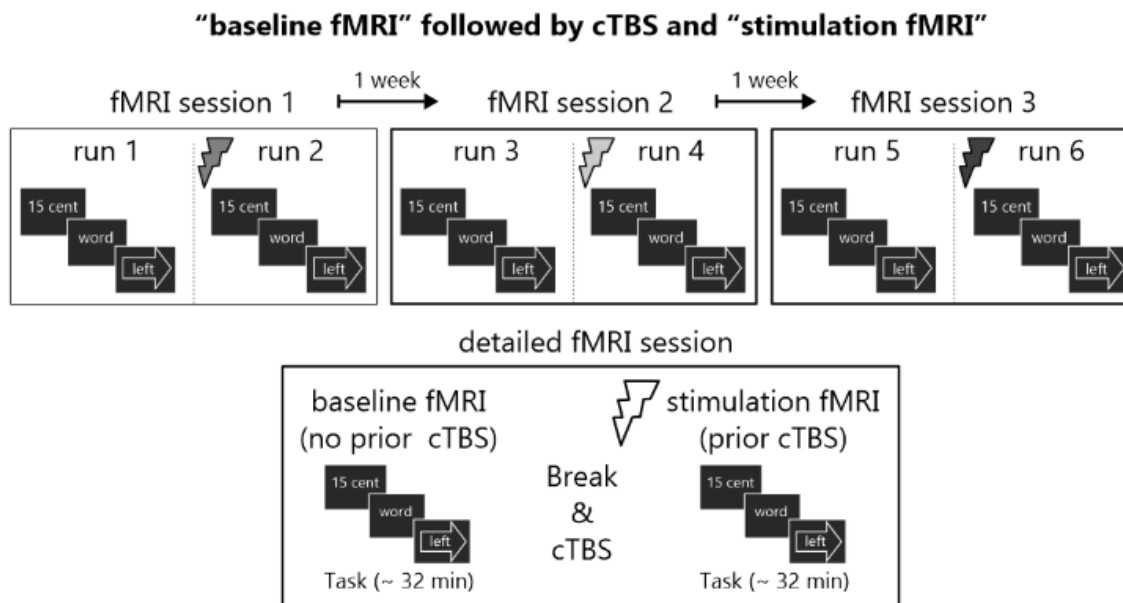 “baseline fMRI” followed by cTBS and “stimulation fMRI”
1 week
1 week
fMRI session 1
fMRI session 2
fMRI session 3
run 1
run 2
run 3
run 4
run 5
run 6
15 cent
word
left
15 cent
word
left
15 cent
word
left
15 cent
word
left
15 cent
word
left
15 cent
word
left
detailed fMRI session
baseline fMRI
(no prior cTBS)
15 cent
word
left
Task (~ 32 min)
Break
&
cTBS
stimulation fMRI
(prior cTBS)
15 cent
word
left
Task (~ 32 min)